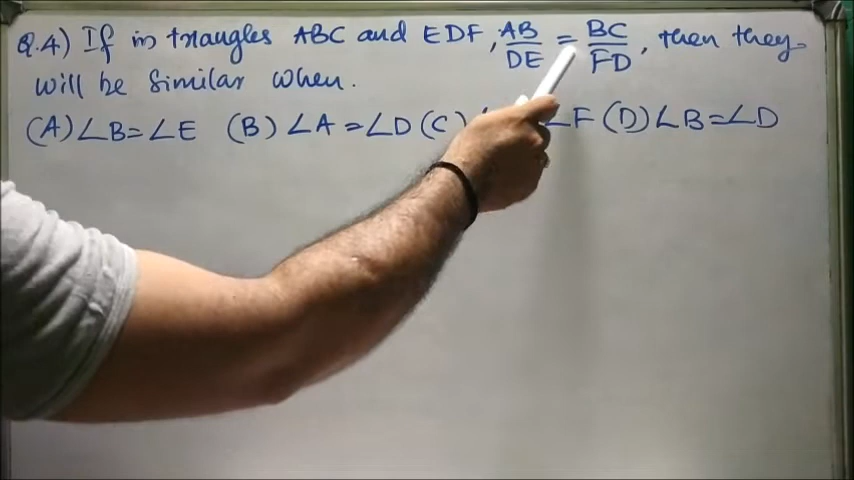 Q.4) If in triangles ABC and EDF, AB/DE = BC/FD, then they
will be Similar when.
(A) ∠B=∠E (B) ∠A=∠D (C) ∠F (D) ∠B=∠D